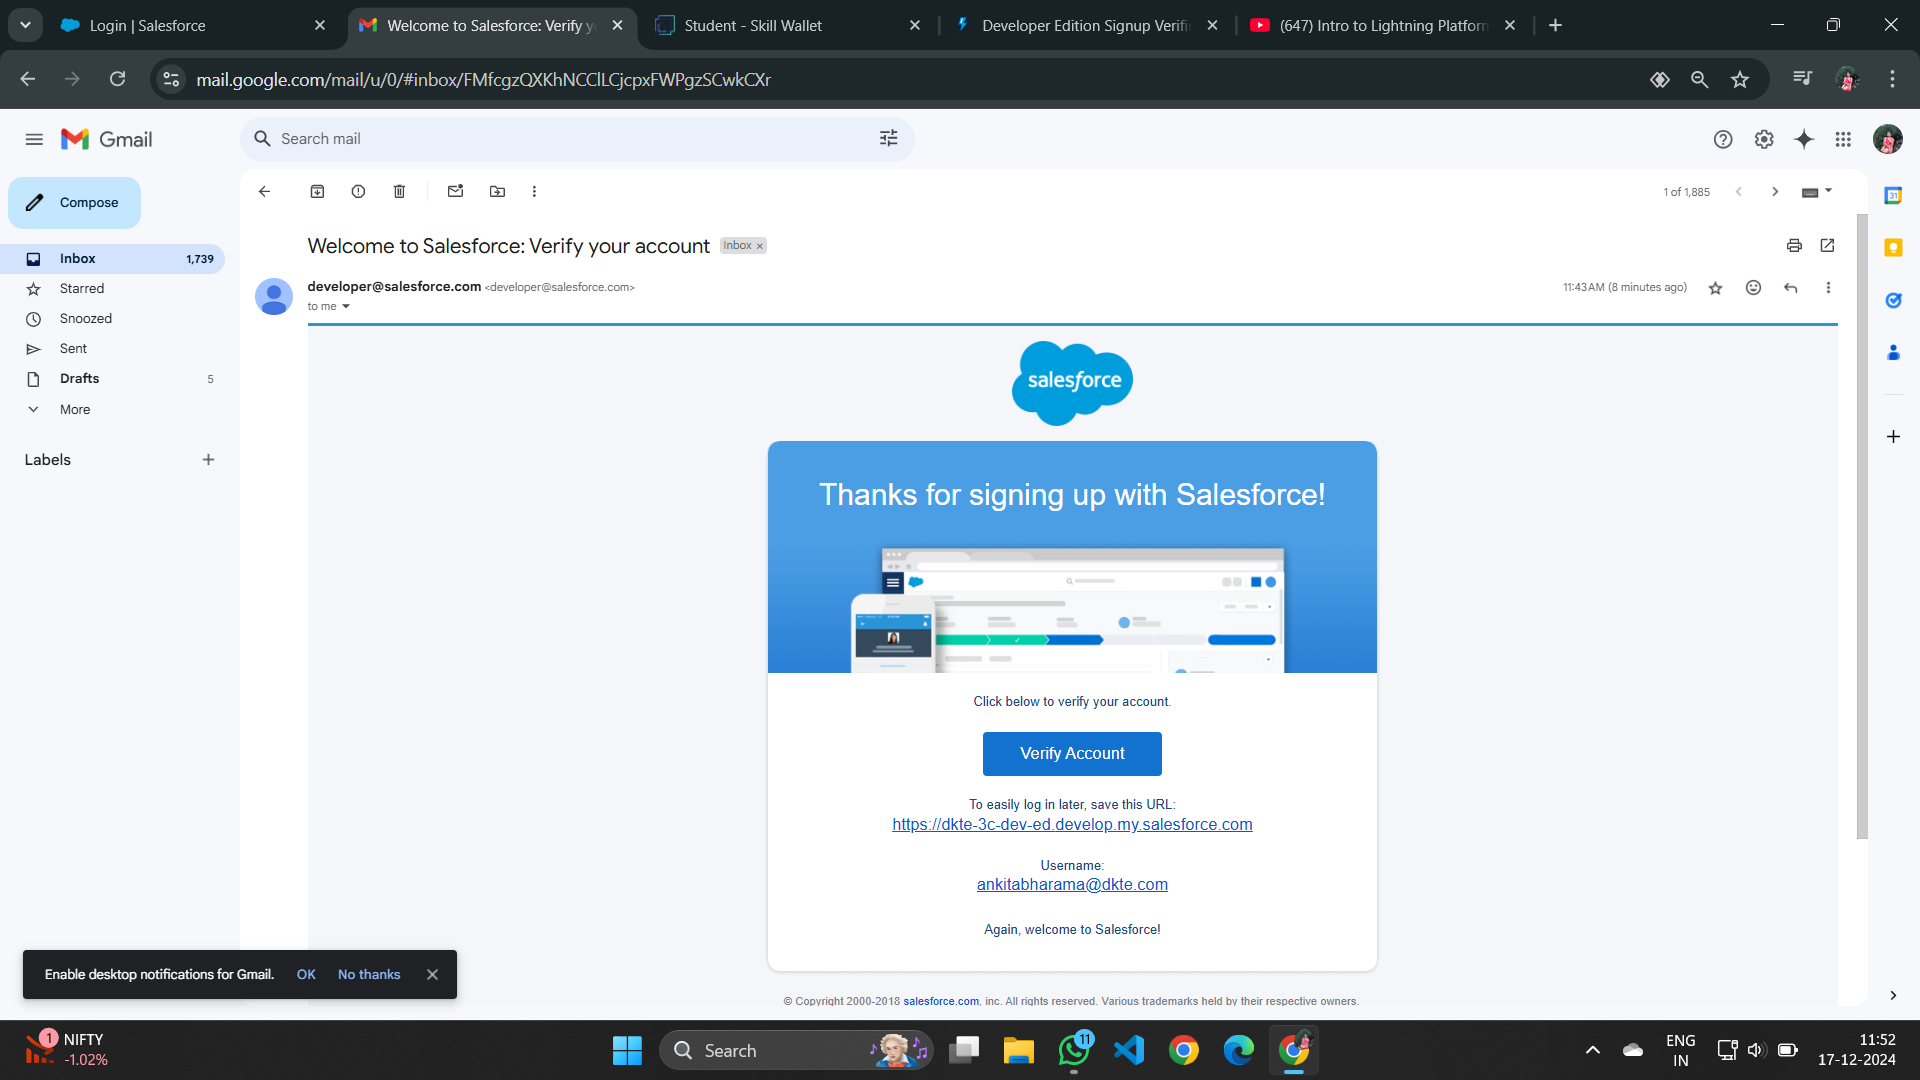 Login | Salesforce
Welcome to Salesforce: Verify yo
Student - Skill Wallet
Developer Edition Signup Verifi
(647) Intro to Lightning Platform
mail.google.com/mail/u/0/#inbox/FMfcgzQXKhNCClLCjcpxFWPgzSCwkCXr
Gmail
Search mail
Compose
1 of 1,885
31
Welcome to Salesforce: Verify your account
Inbox ×
Inbox 1,739
Starred
Snoozed
Sent
Drafts 5
More
Labels
developer@salesforce.com <developer@salesforce.com>
11:43 AM (8 minutes ago)
to me
salesforce
Thanks for signing up with Salesforce!
Click below to verify your account.
Verify Account
To easily log in later, save this URL:
https://dkte-3c-dev-ed.develop.my.salesforce.com
Username:
ankitabharama@dkte.com
Again, welcome to Salesforce!
© Copyright 2000-2018 salesforce.com, inc. All rights reserved. Various trademarks held by their respective owners.
Enable desktop notifications for Gmail. OK No thanks
1
NIFTY
-1.02%
Search
11
ENG
IN
11:52
17-12-2024